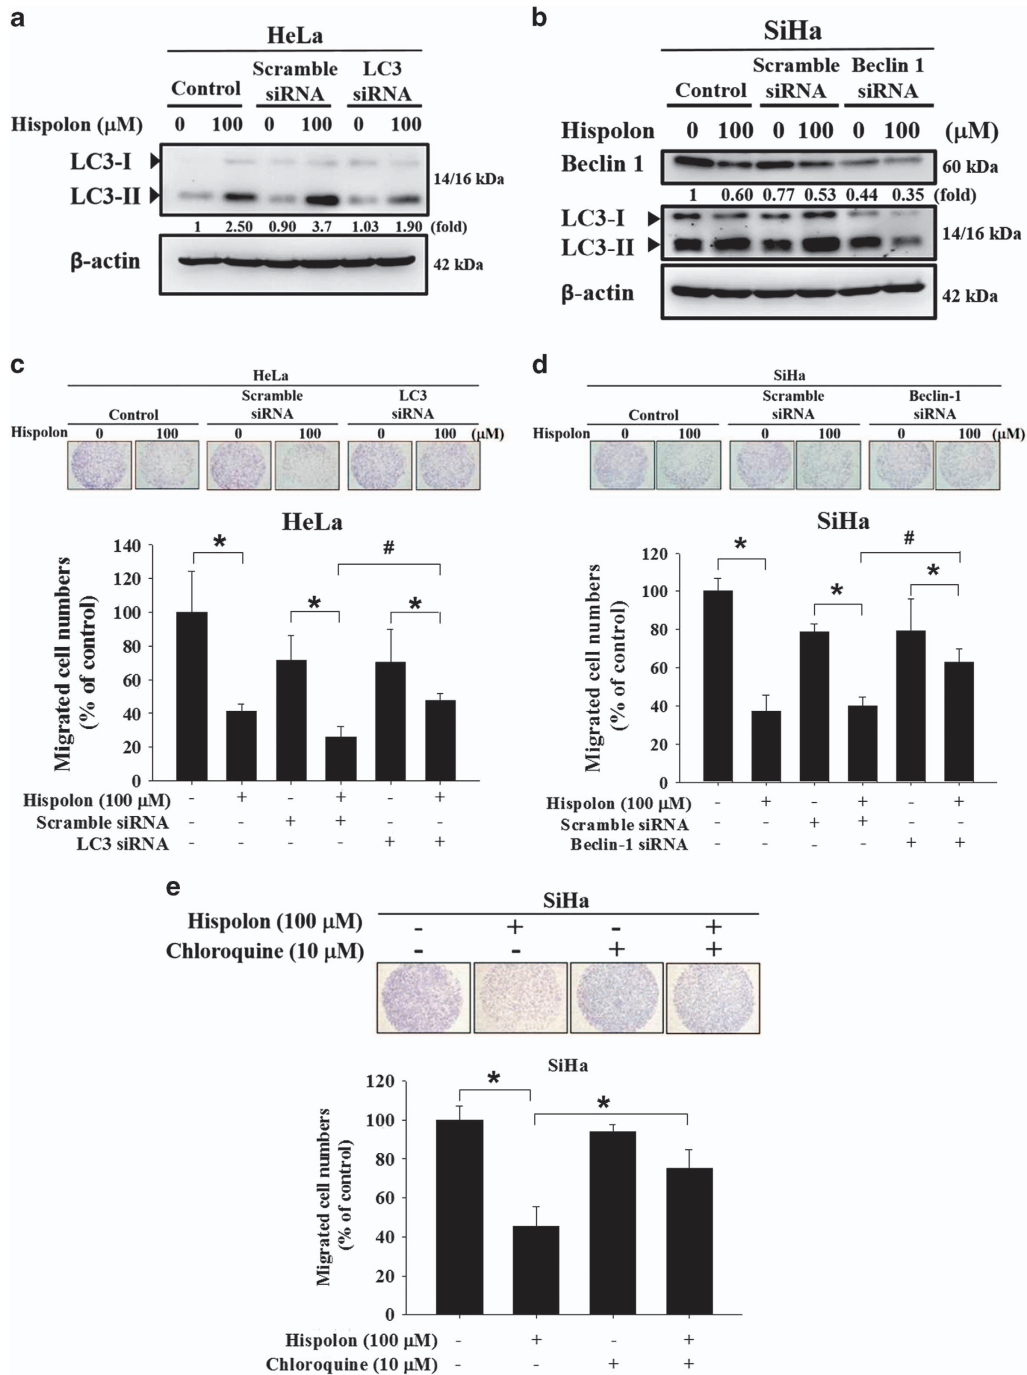 a
HeLa
Control Scramble siRNA LC3 siRNA
Hispolon (μM) 0 100 0 100 0 100
LC3-I
LC3-II
14/16 kDa
1 2.50 0.90 3.7 1.03 1.90 (fold)
β-actin 42 kDa
b
SiHa
Control Scramble siRNA Beclin 1 siRNA
Hispolon 0 100 0 100 0 100 (μM)
Beclin 1 60 kDa
1 0.60 0.77 0.53 0.44 0.35 (fold)
LC3-I
LC3-II
14/16 kDa
β-actin 42 kDa
c
HeLa
Control Scramble siRNA LC3 siRNA
Hispolon 0 100 0 100 0 100 (μM)
HeLa
Migrated cell numbers
(% of control)
140
120
100
80
60
40
20
0
* * # *
Hispolon (100 μM) - + - + - +
Scramble siRNA - - + + - -
LC3 siRNA - - - - + +
d
SiHa
Control Scramble siRNA Beclin-1 siRNA
Hispolon 0 100 0 100 0 100 (μM)
SiHa
Migrated cell numbers
(% of control)
120
100
80
60
40
20
0
* * # *
Hispolon (100 μM) - + - + - +
Scramble siRNA - - + + - -
Beclin-1 siRNA - - - - + +
e
SiHa
Hispolon (100 μM) - + - +
Chloroquine (10 μM) - - + +
SiHa
Migrated cell numbers
(% of control)
120
100
80
60
40
20
0
* *
Hispolon (100 μM) - + - +
Chloroquine (10 μM) - - + +